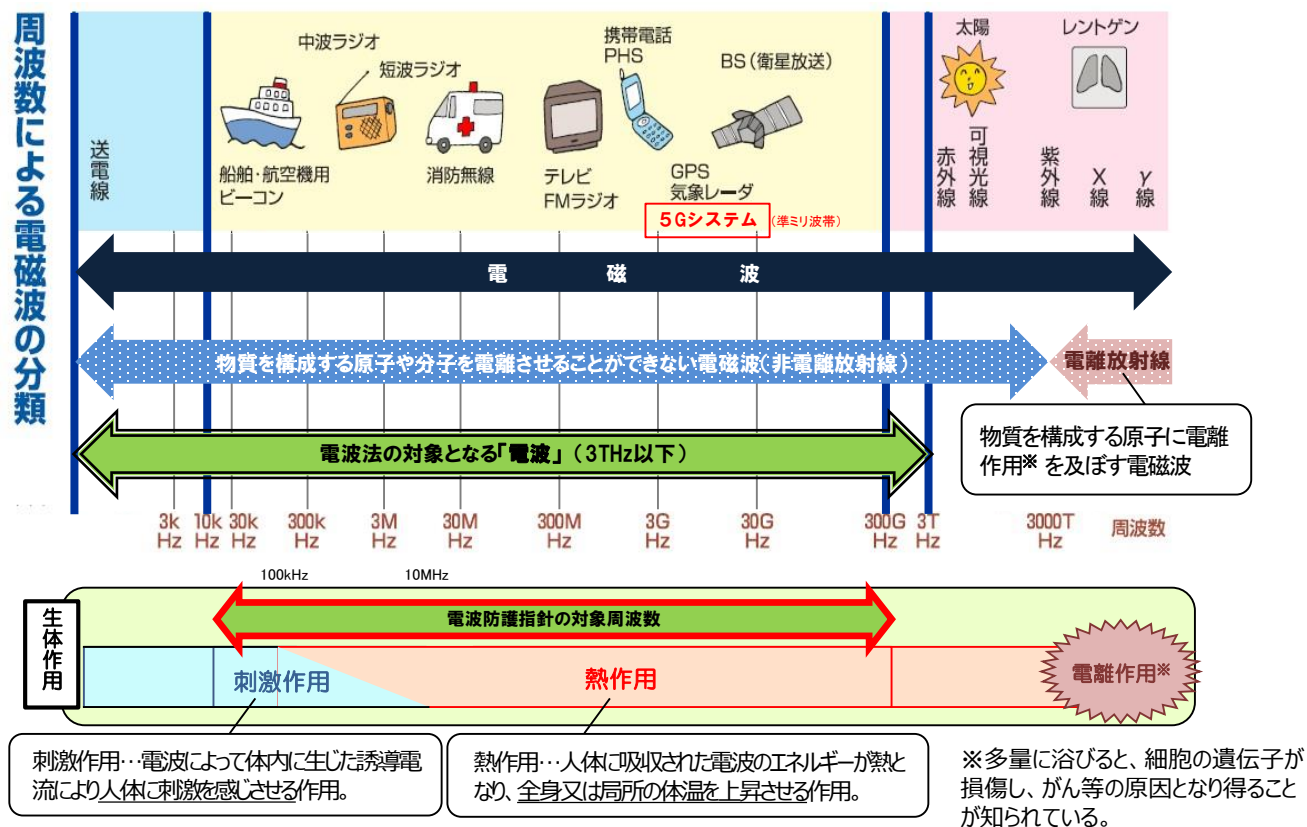 周波数による電磁波の分類
送電線
中波ラジオ
短波ラジオ
携帯電話
PHS
BS(衛星放送)
太陽
レントゲン
船舶・航空機用
ビーコン
消防無線
テレビ
FMラジオ
GPS
気象レーダ
5Gシステム (準ミリ波帯)
赤外線
可視光線
紫外線
X線
γ線
電磁波
物質を構成する原子や分子を電離させることができない電磁波(非電離放射線)
電離放射線
物質を構成する原子に電離
作用※ を及ぼす電磁波
電波法の対象となる「電波」(3THz以下)
3k Hz
10k Hz
30k Hz
300k Hz
3M Hz
30M Hz
300M Hz
3G Hz
30G Hz
300G Hz
3T Hz
3000T Hz
周波数
100kHz
10MHz
生体作用
電波防護指針の対象周波数
刺激作用
熱作用
電離作用※
刺激作用…電波によって体内に生じた誘導電
流により人体に刺激を感じさせる作用。
熱作用…人体に吸収された電波のエネルギーが熱と
なり、全身又は局所の体温を上昇させる作用。
※多量に浴びると、細胞の遺伝子が
損傷し、がん等の原因となり得ること
が知られている。